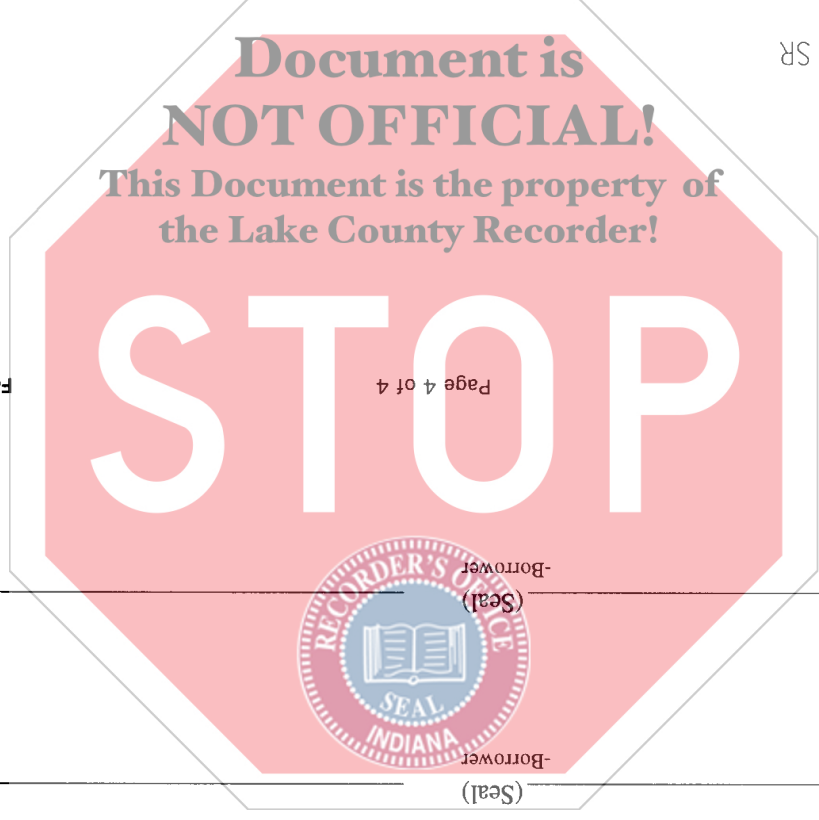 Document is
NOT OFFICIAL!
This Document is the property of
the Lake County Recorder!
STOP
RECORDER'S OFFICE
SEAL
INDIANA
(Seal)
-Borrower
(Seal)
-Borrower
Page 4 of 4
SR